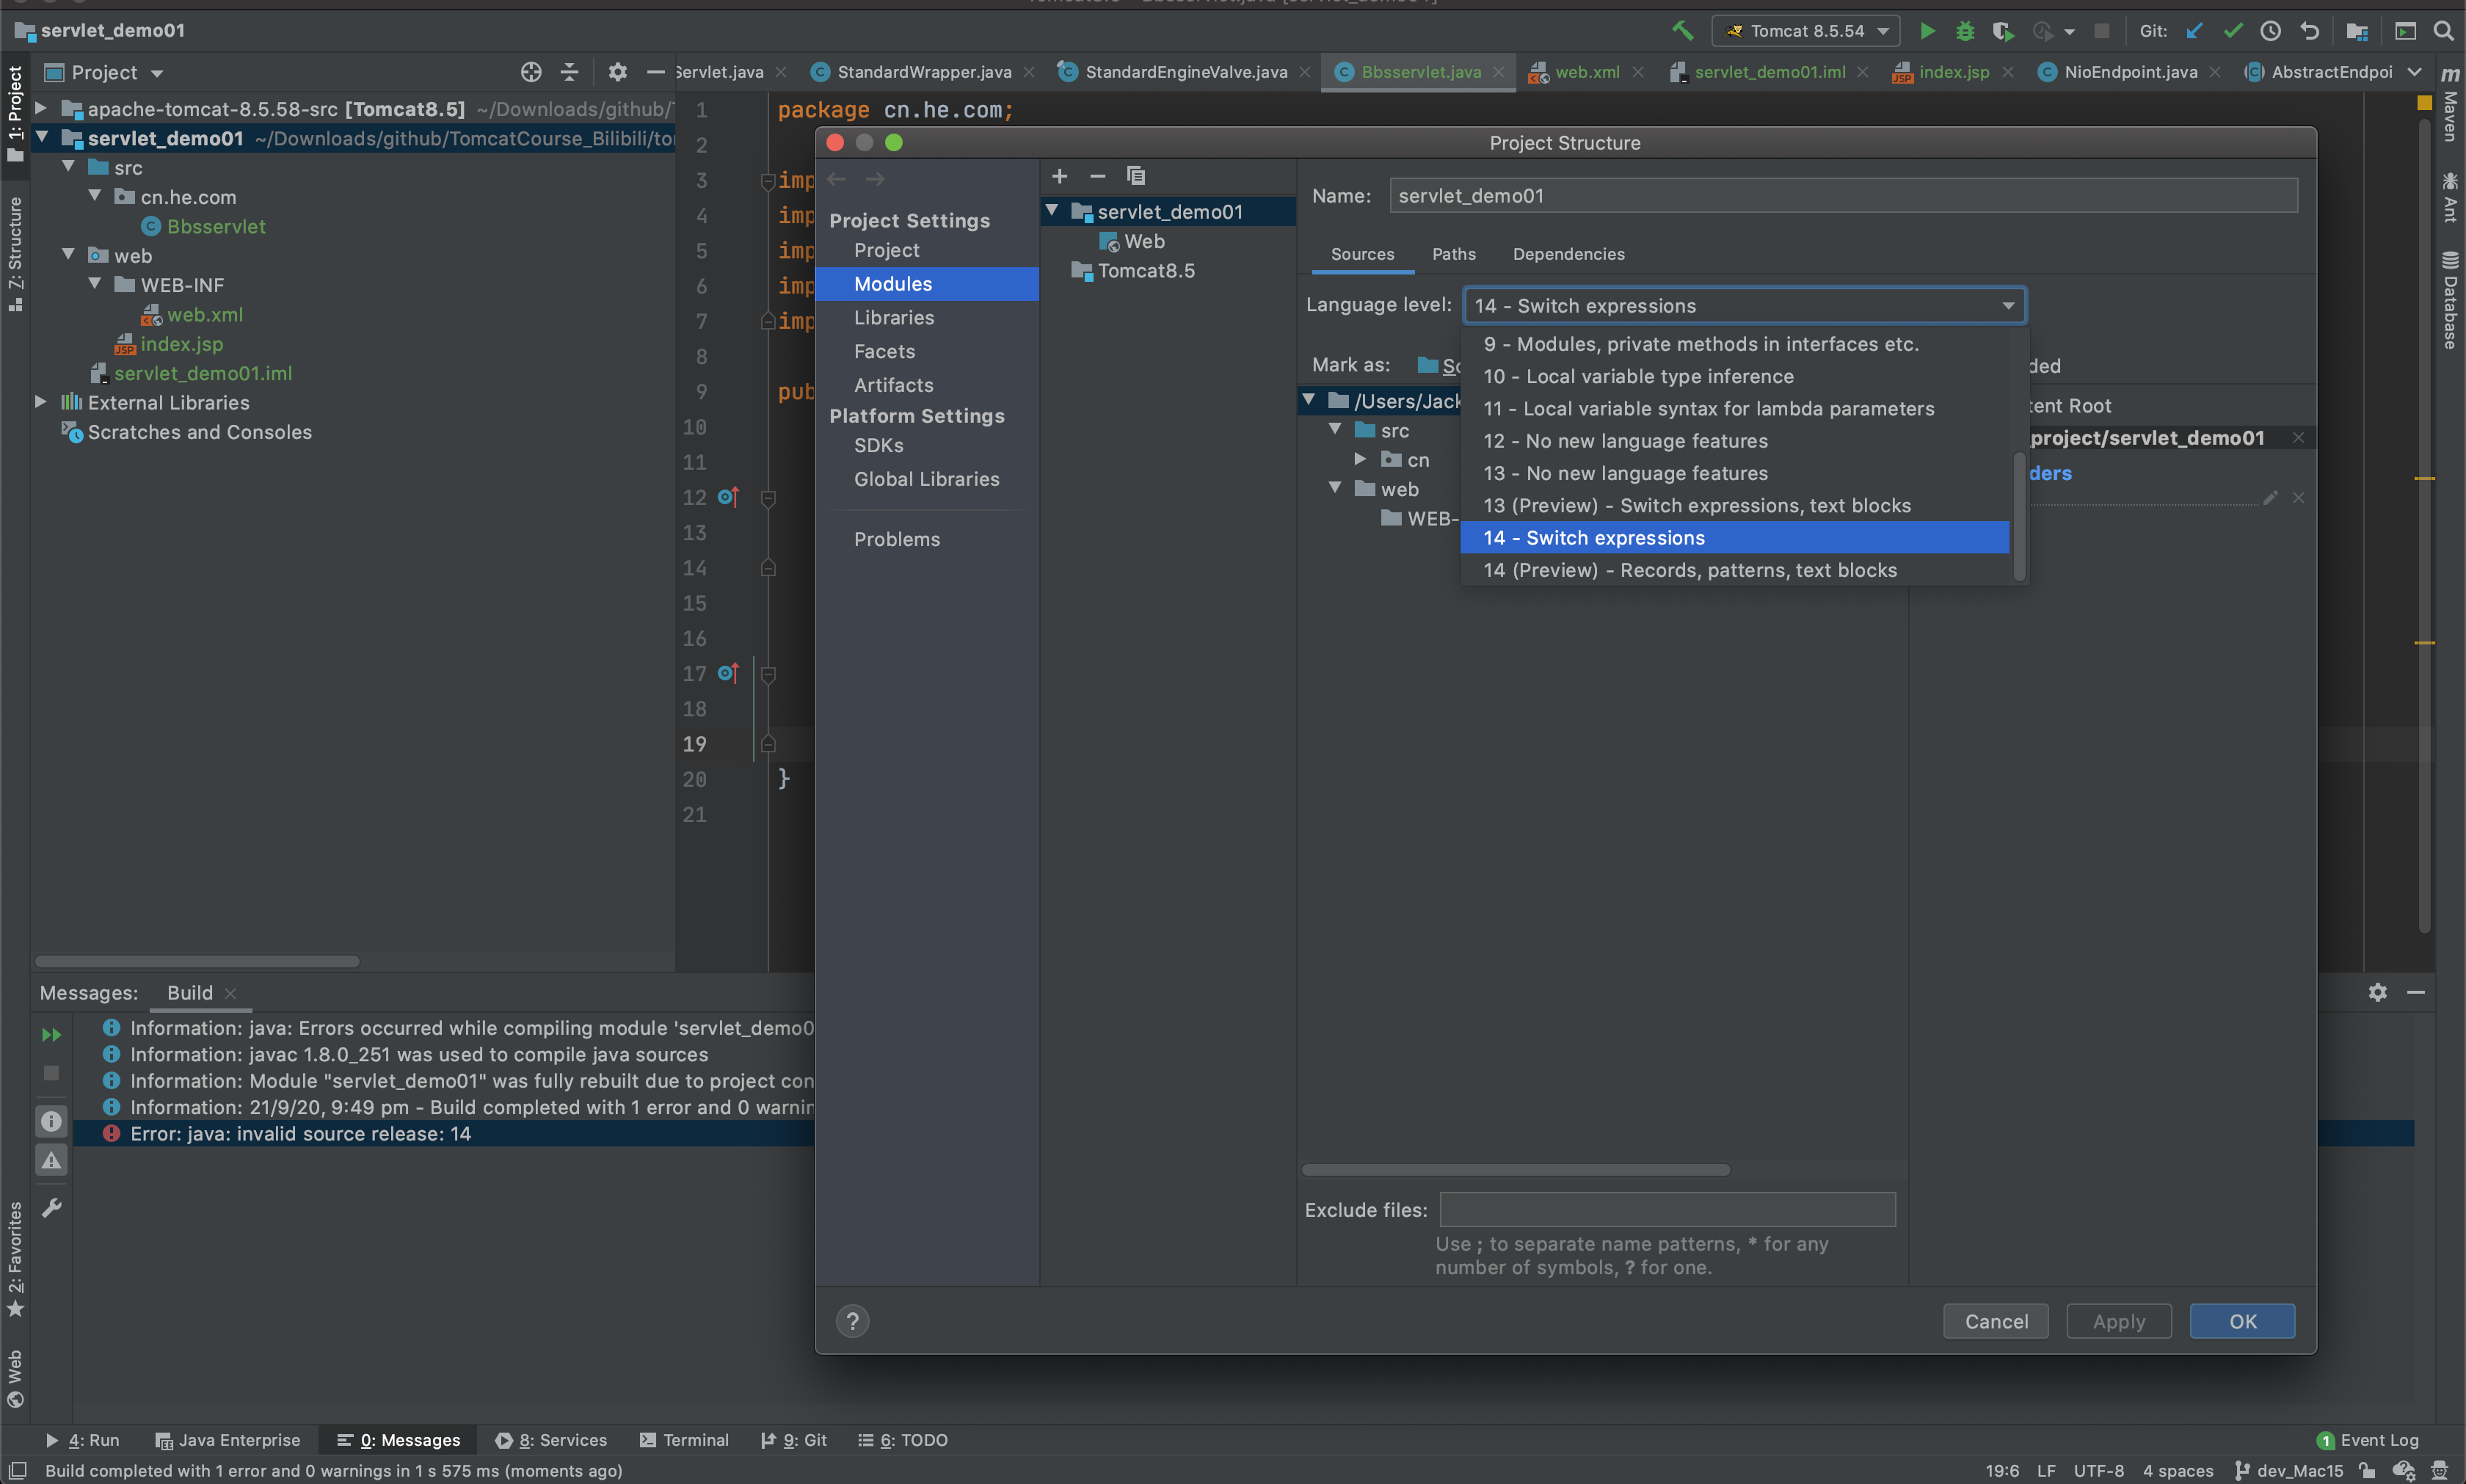 servlet_demo01
Tomcat 8.5.54
Git:
Project
Servlet.java
StandardWrapper.java
StandardEngineValve.java
Bbsservlet.java
web.xml
servlet_demo01.iml
index.jsp
NioEndpoint.java
AbstractEndpoi
1: Project
7: Structure
2: Favorites
Web
Maven
Ant
Database
apache-tomcat-8.5.58-src [Tomcat8.5] ~/Downloads/github/
servlet_demo01 ~/Downloads/github/TomcatCourse_Bilibili/to
src
cn.he.com
Bbsservlet
web
WEB-INF
web.xml
index.jsp
servlet_demo01.iml
External Libraries
Scratches and Consoles
1 package cn.he.com;
2
3 imp
4 imp
5 imp
6 imp
7 imp
8
9 pub
10
11
12
13
14
15
16
17
18
19
20 }
21
Project Structure
Project Settings
Project
Modules
Libraries
Facets
Artifacts
Platform Settings
SDKs
Global Libraries
Problems
servlet_demo01
Web
Tomcat8.5
Name: servlet_demo01
Sources Paths Dependencies
Language level: 14 - Switch expressions
9 - Modules, private methods in interfaces etc.
10 - Local variable type inference
11 - Local variable syntax for lambda parameters
12 - No new language features
13 - No new language features
13 (Preview) - Switch expressions, text blocks
14 - Switch expressions
14 (Preview) - Records, patterns, text blocks
Mark as: So
ded
/Users/Jack
tent Root
src
project/servlet_demo01
cn
ders
web
WEB-
Exclude files:
Use ; to separate name patterns, * for any
number of symbols, ? for one.
? Cancel Apply OK
Messages: Build
Information: java: Errors occurred while compiling module 'servlet_demo0
Information: javac 1.8.0_251 was used to compile java sources
Information: Module "servlet_demo01" was fully rebuilt due to project con
Information: 21/9/20, 9:49 pm - Build completed with 1 error and 0 warnin
Error: java: invalid source release: 14
4: Run Java Enterprise 0: Messages 8: Services Terminal 9: Git 6: TODO
1 Event Log
Build completed with 1 error and 0 warnings in 1 s 575 ms (moments ago)
19:6 LF UTF-8 4 spaces dev_Mac15